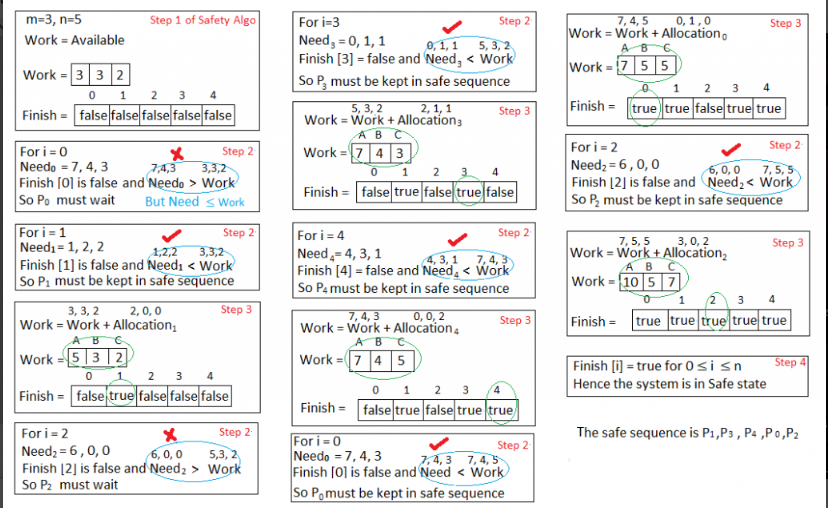 m=3, n=5 Step 1 of Safety Algo
Work = Available
Work = 3 3 2
0 1 2 3 4
Finish = false false false false false
For i = 0 Step 2
Need₀ = 7, 4, 3 7,4,3 3,3,2
Finish [0] is false and Need₀ > Work
So P₀ must wait But Need ≤ Work
For i = 1 Step 2
Need₁ = 1, 2, 2 1,2,2 3,3,2
Finish [1] is false and Need₁ < Work
So P₁ must be kept in safe sequence
3, 3, 2 2, 0, 0 Step 3
Work = Work + Allocation₁
A B C
Work = 5 3 2
0 1 2 3 4
Finish = false true false false false
For i = 2 Step 2
Need₂ = 6, 0, 0 6, 0, 0 5,3, 2
Finish [2] is false and Need₂ > Work
So P₂ must wait
For i=3 Step 2
Need₃ = 0, 1, 1 0, 1, 1 5, 3, 2
Finish [3] = false and Need₃ < Work
So P₃ must be kept in safe sequence
5, 3, 2 2, 1, 1 Step 3
Work = Work + Allocation₃
A B C
Work = 7 4 3
0 1 2 3 4
Finish = false true false true false
For i = 4 Step 2
Need₄ = 4, 3, 1 4, 3, 1 7, 4, 3
Finish [4] = false and Need₄ < Work
So P₄ must be kept in safe sequence
7, 4, 3 0, 0, 2 Step 3
Work = Work + Allocation₄
A B C
Work = 7 4 5
0 1 2 3 4
Finish = false true false true true
For i = 0 Step 2
Need₀ = 7, 4, 3 7, 4, 3 7, 4, 5
Finish [0] is false and Need < Work
So P₀ must be kept in safe sequence
7, 4, 5 0, 1, 0 Step 3
Work = Work + Allocation₀
A B C
Work = 7 5 5
0 1 2 3 4
Finish = true true false true true
For i = 2 Step 2
Need₂ = 6, 0, 0 6, 0, 0 7, 5, 5
Finish [2] is false and Need₂ < Work
So P₂ must be kept in safe sequence
7, 5, 5 3, 0, 2 Step 3
Work = Work + Allocation₂
A B C
Work = 10 5 7
0 1 2 3 4
Finish = true true true true true
Finish [i] = true for 0 ≤ i ≤ n Step 4
Hence the system is in Safe state
The safe sequence is P₁,P₃ , P₄ ,P₀ ,P₂